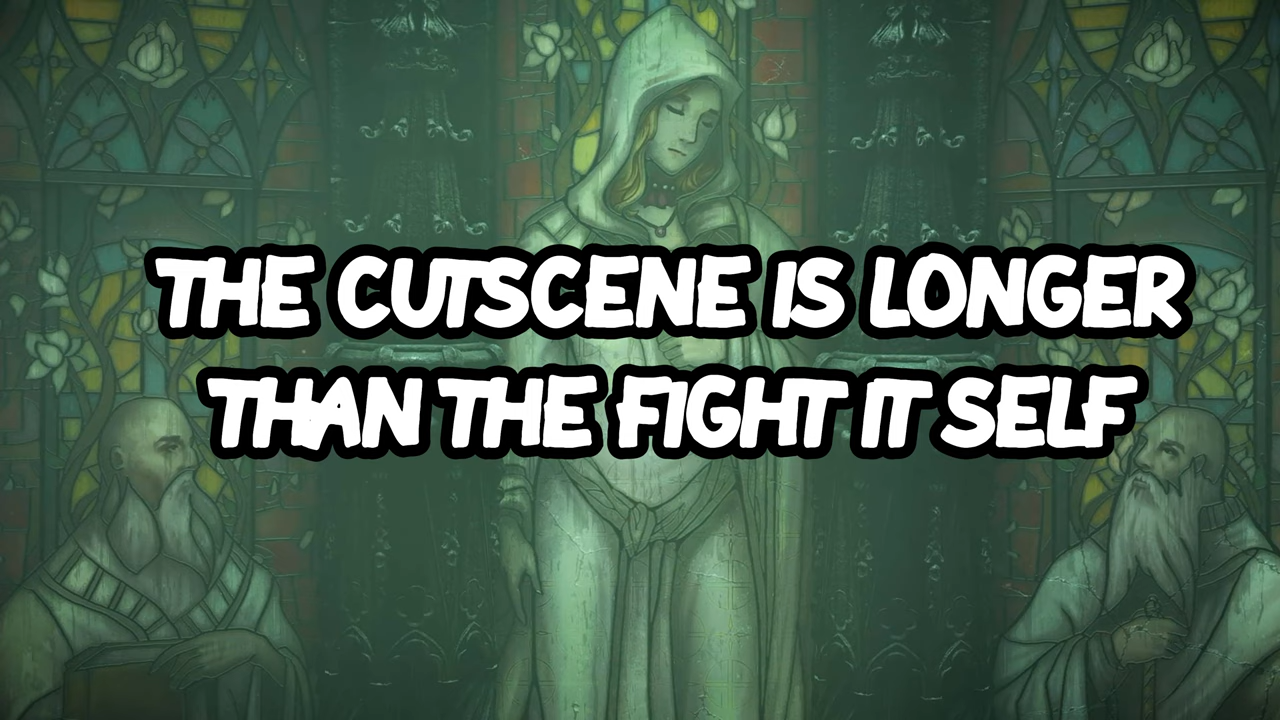 THE CUTSCENE IS LONGER
THAN THE FIGHT IT SELF